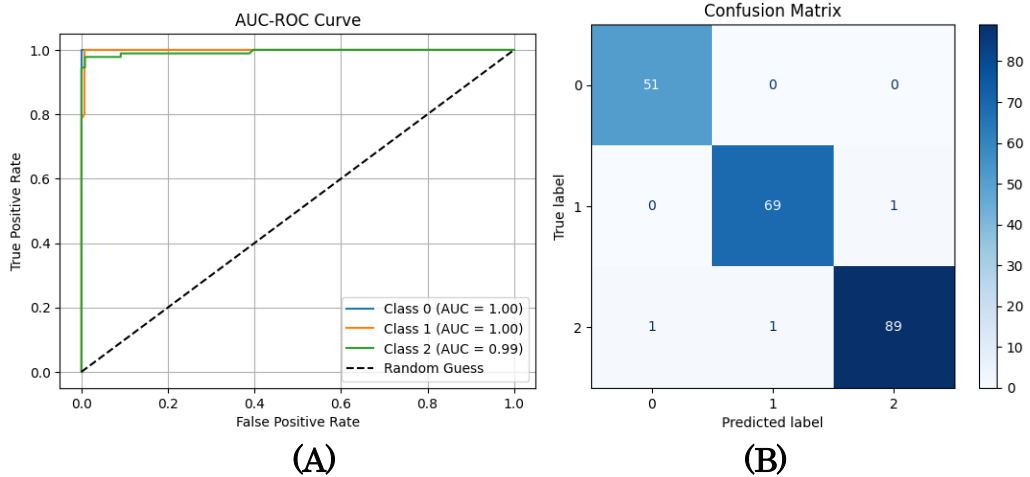 AUC-ROC Curve
1.0
0.8
0.6
0.4
0.2
0.0
True Positive Rate
Class 0 (AUC = 1.00)
Class 1 (AUC = 1.00)
Class 2 (AUC = 0.99)
Random Guess
0.0 0.2 0.4 0.6 0.8 1.0
False Positive Rate
(A)
Confusion Matrix
True label
0 51 0 0
1 0 69 1
2 1 1 89
0 1 2
Predicted label
80
70
60
50
40
30
20
10
0
(B)